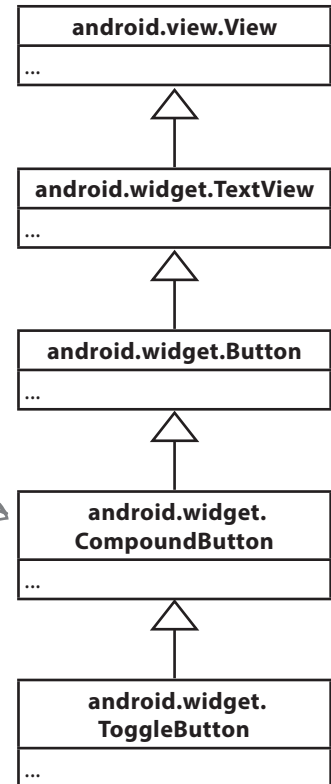 android.view.View
...
android.widget.TextView
...
android.widget.Button
...
android.widget.
CompoundButton
...
android.widget.
ToggleButton
...